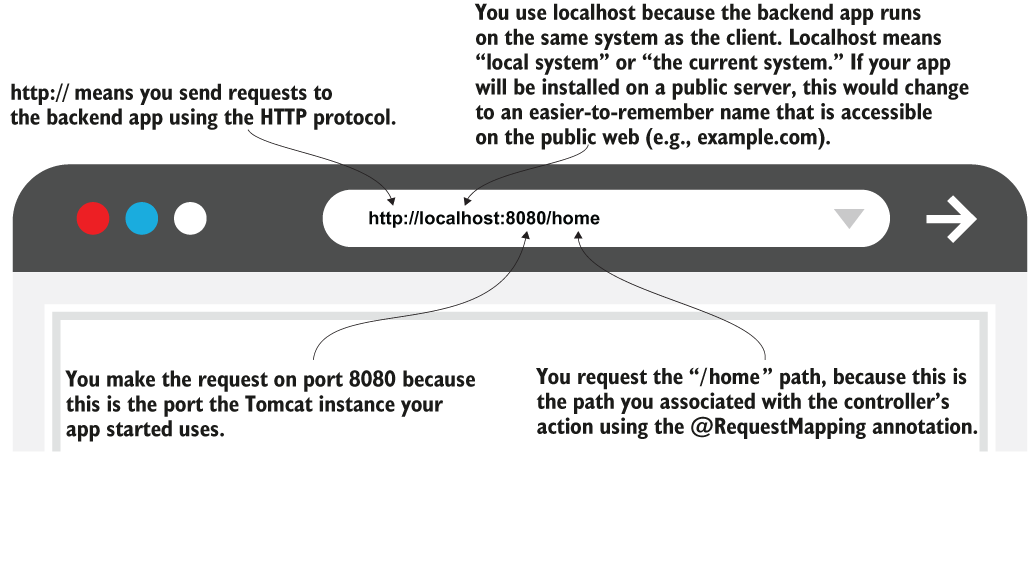 You use localhost because the backend app runs
on the same system as the client. Localhost means
“local system” or “the current system.” If your app
will be installed on a public server, this would change
to an easier-to-remember name that is accessible
on the public web (e.g., example.com).
http:// means you send requests to
the backend app using the HTTP protocol.
http://localhost:8080/home
You make the request on port 8080 because
this is the port the Tomcat instance your
app started uses.
You request the “/home” path, because this is
the path you associated with the controller’s
action using the @RequestMapping annotation.